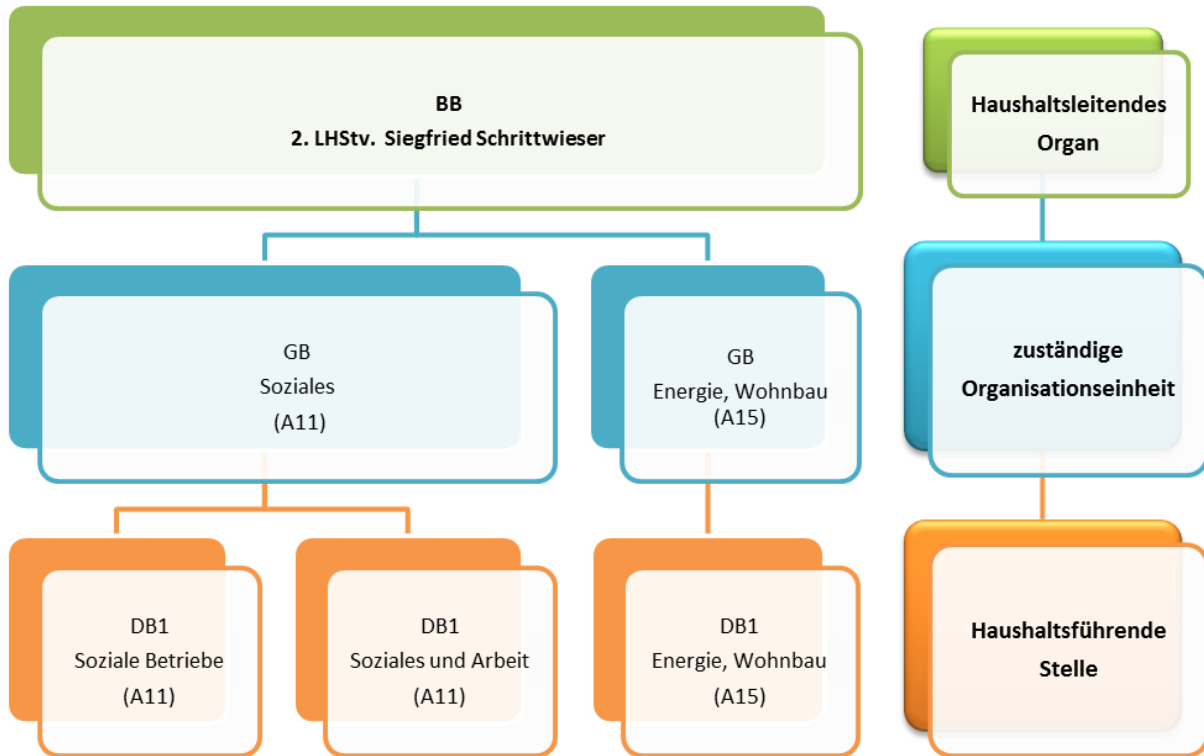 BB
2. LHStv. Siegfried Schrittwieser
Haushaltsleitendes
Organ
GB
Soziales
(A11)
GB
Energie, Wohnbau
(A15)
zuständige
Organisationseinheit
DB1
Soziale Betriebe
(A11)
DB1
Soziales und Arbeit
(A11)
DB1
Energie, Wohnbau
(A15)
Haushaltsführende
Stelle